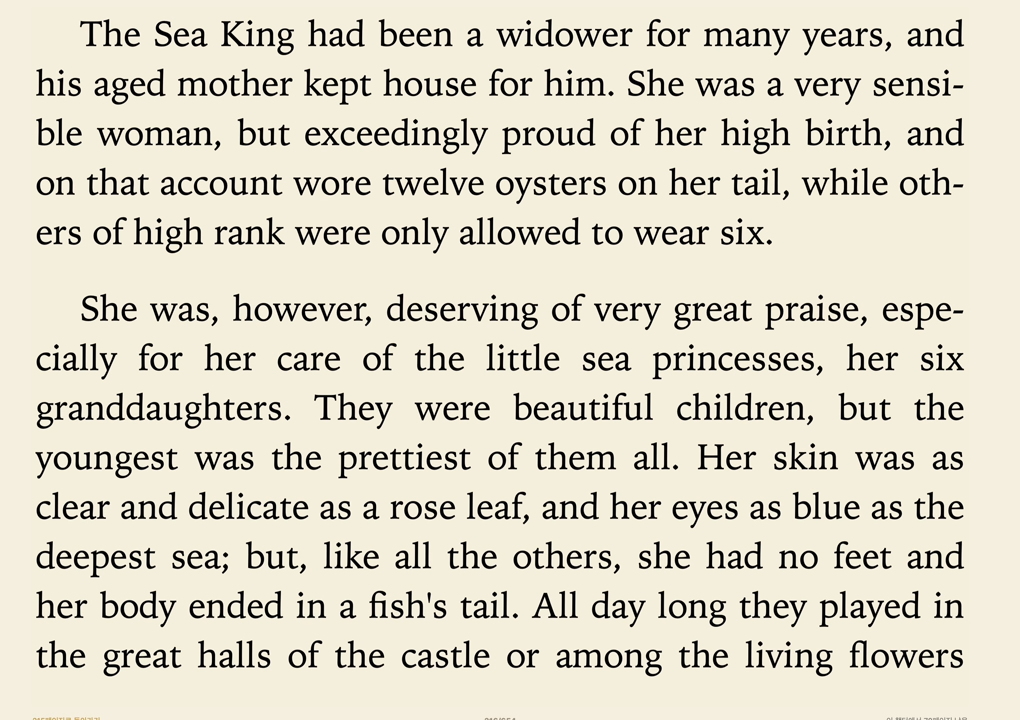 The Sea King had been a widower for many years, and
his aged mother kept house for him. She was a very sensi-
ble woman, but exceedingly proud of her high birth, and
on that account wore twelve oysters on her tail, while oth-
ers of high rank were only allowed to wear six.
She was, however, deserving of very great praise, espe-
cially for her care of the little sea princesses, her six
granddaughters. They were beautiful children, but the
youngest was the prettiest of them all. Her skin was as
clear and delicate as a rose leaf, and her eyes as blue as the
deepest sea; but, like all the others, she had no feet and
her body ended in a fish's tail. All day long they played in
the great halls of the castle or among the living flowers